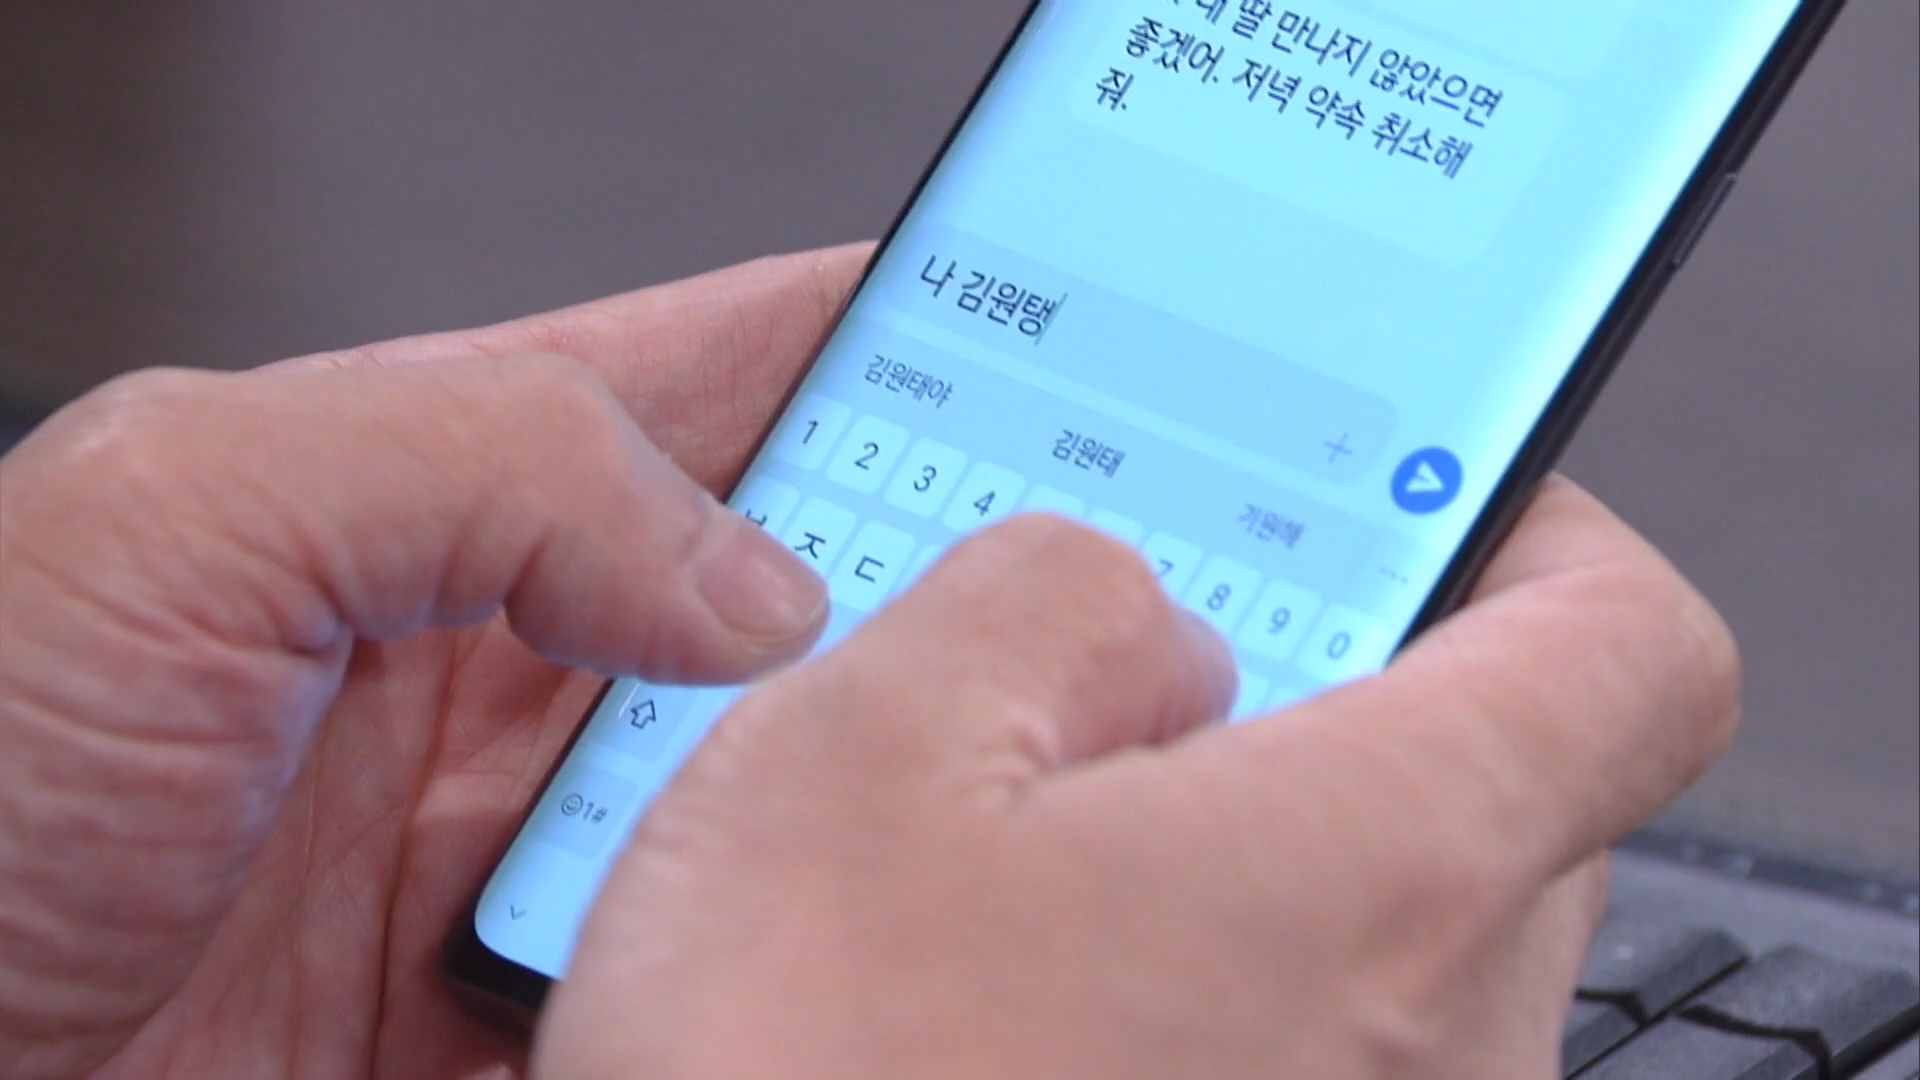 내 딸 만나지 않았으면
좋겠어. 저녁 약속 취소해
줘.
나 김원탱
김원태야 김원태 기원해
1 2 3 4 7 8 9 0
ㅂ ㅈ ㄷ
1#